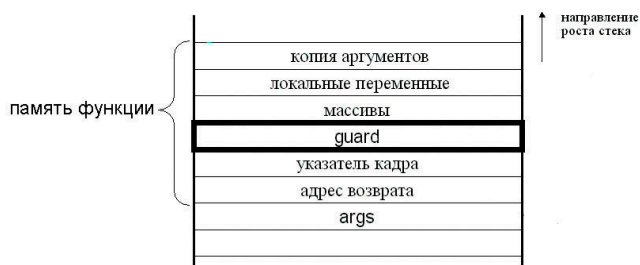 направление
роста стека
копия аргументов
локальные переменные
память функции
массивы
guard
указатель кадра
адрес возврата
args